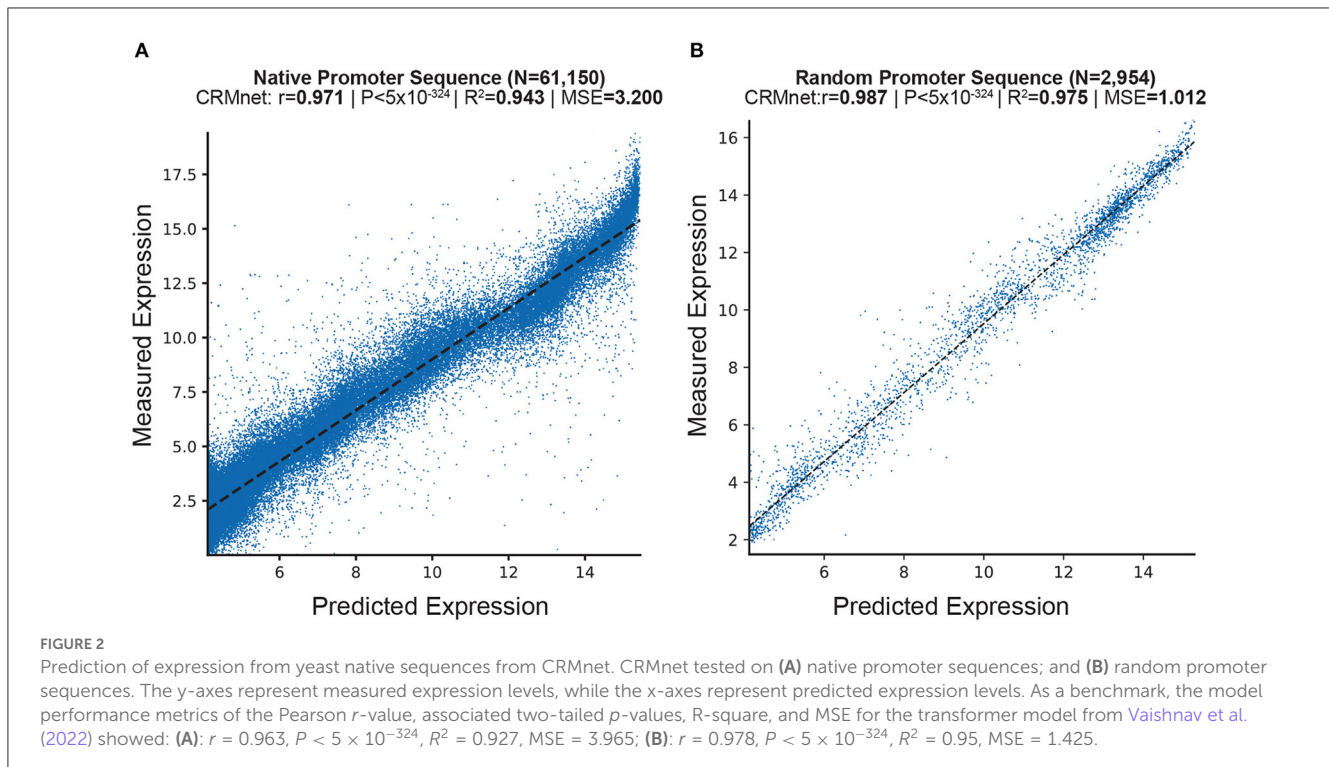 A
Native Promoter Sequence (N=61,150)
CRMnet: r=0.971 | P<5x10⁻³²⁴ | R²=0.943 | MSE=3.200
17.5
15.0
12.5
10.0
7.5
5.0
2.5
Measured Expression
6 8 10 12 14
Predicted Expression
B
Random Promoter Sequence (N=2,954)
CRMnet:r=0.987 | P<5x10⁻³²⁴ | R²=0.975 | MSE=1.012
16
14
12
10
8
6
4
2
Measured Expression
6 8 10 12 14
Predicted Expression
FIGURE 2
Prediction of expression from yeast native sequences from CRMnet. CRMnet tested on (A) native promoter sequences; and (B) random promoter
sequences. The y-axes represent measured expression levels, while the x-axes represent predicted expression levels. As a benchmark, the model
performance metrics of the Pearson r-value, associated two-tailed p-values, R-square, and MSE for the transformer model from Vaishnav et al.
(2022) showed: (A): r = 0.963, P < 5 × 10⁻³²⁴, R² = 0.927, MSE = 3.965; (B): r = 0.978, P < 5 × 10⁻³²⁴, R² = 0.95, MSE = 1.425.